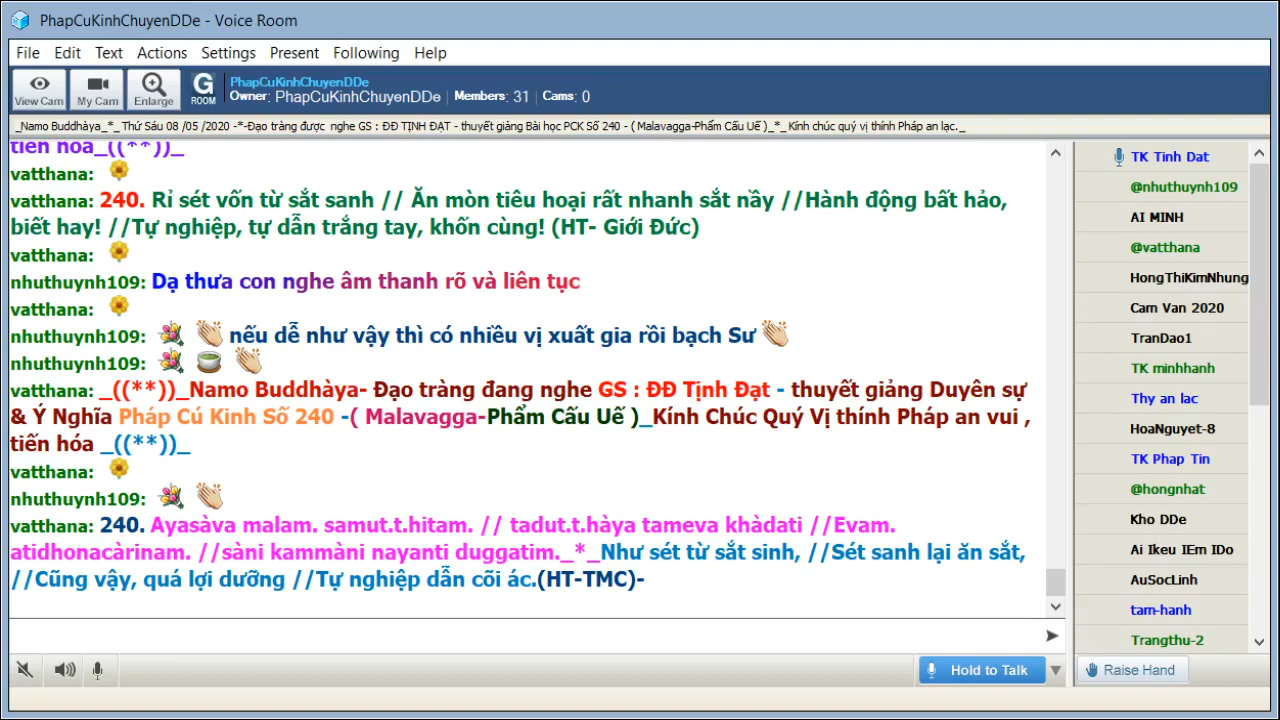 PhapCuKinhChuyenDDe - Voice Room
File Edit Text Actions Settings Present Following Help
View Cam My Cam Enlarge G ROOM
PhapCuKinhChuyenDDe
Owner: PhapCuKinhChuyenDDe Members: 31 Cams: 0
_Namo Buddhàya_*_ Thứ Sáu 08 /05 /2020 -*-Đạo tràng được nghe GS : ĐĐ TỊNH ĐẠT - thuyết giảng Bài học PCK Số 240 - ( Malavagga-Phẩm Cấu Uế )_*_ Kính chúc quý vị thính Pháp an lạc._
tiến hóa_((**))_
vatthana:
vatthana: 240. Rỉ sét vốn từ sắt sanh // Ăn mòn tiêu hoại rất nhanh sắt nầy //Hành động bất hảo,
biết hay! //Tự nghiệp, tự dẫn trắng tay, khốn cùng! (HT- Giới Đức)
vatthana:
nhuthuynh109: Dạ thưa con nghe âm thanh rõ và liên tục
vatthana:
nhuthuynh109: nếu dễ như vậy thì có nhiều vị xuất gia rồi bạch Sư
nhuthuynh109:
vatthana: _((**))_Namo Buddhàya- Đạo tràng đang nghe GS : ĐĐ Tịnh Đạt - thuyết giảng Duyên sự
& Ý Nghĩa Pháp Cú Kinh Số 240 -( Malavagga-Phẩm Cấu Uế )_Kính Chúc Quý Vị thính Pháp an vui ,
tiến hóa _((**))_
vatthana:
nhuthuynh109:
vatthana: 240. Ayasàva malam. samut.t.hitam. // tadut.t.hàya tameva khàdati //Evam.
atidhonacàrinam. //sàni kammàni nayanti duggatim._*_Như sét từ sắt sinh, //Sét sanh lại ăn sắt,
//Cũng vậy, quá lợi dưỡng //Tự nghiệp dẫn cõi ác.(HT-TMC)-
TK Tinh Dat
@nhuthuynh109
AI MINH
@vatthana
HongThiKimNhung
Cam Van 2020
TranDao1
TK minhhanh
Thy an lac
HoaNguyet-8
TK Phap Tin
@hongnhat
Kho DDe
Ai Ikeu IEm IDo
AuSocLinh
tam-hanh
Trangthu-2
Hold to Talk
Raise Hand